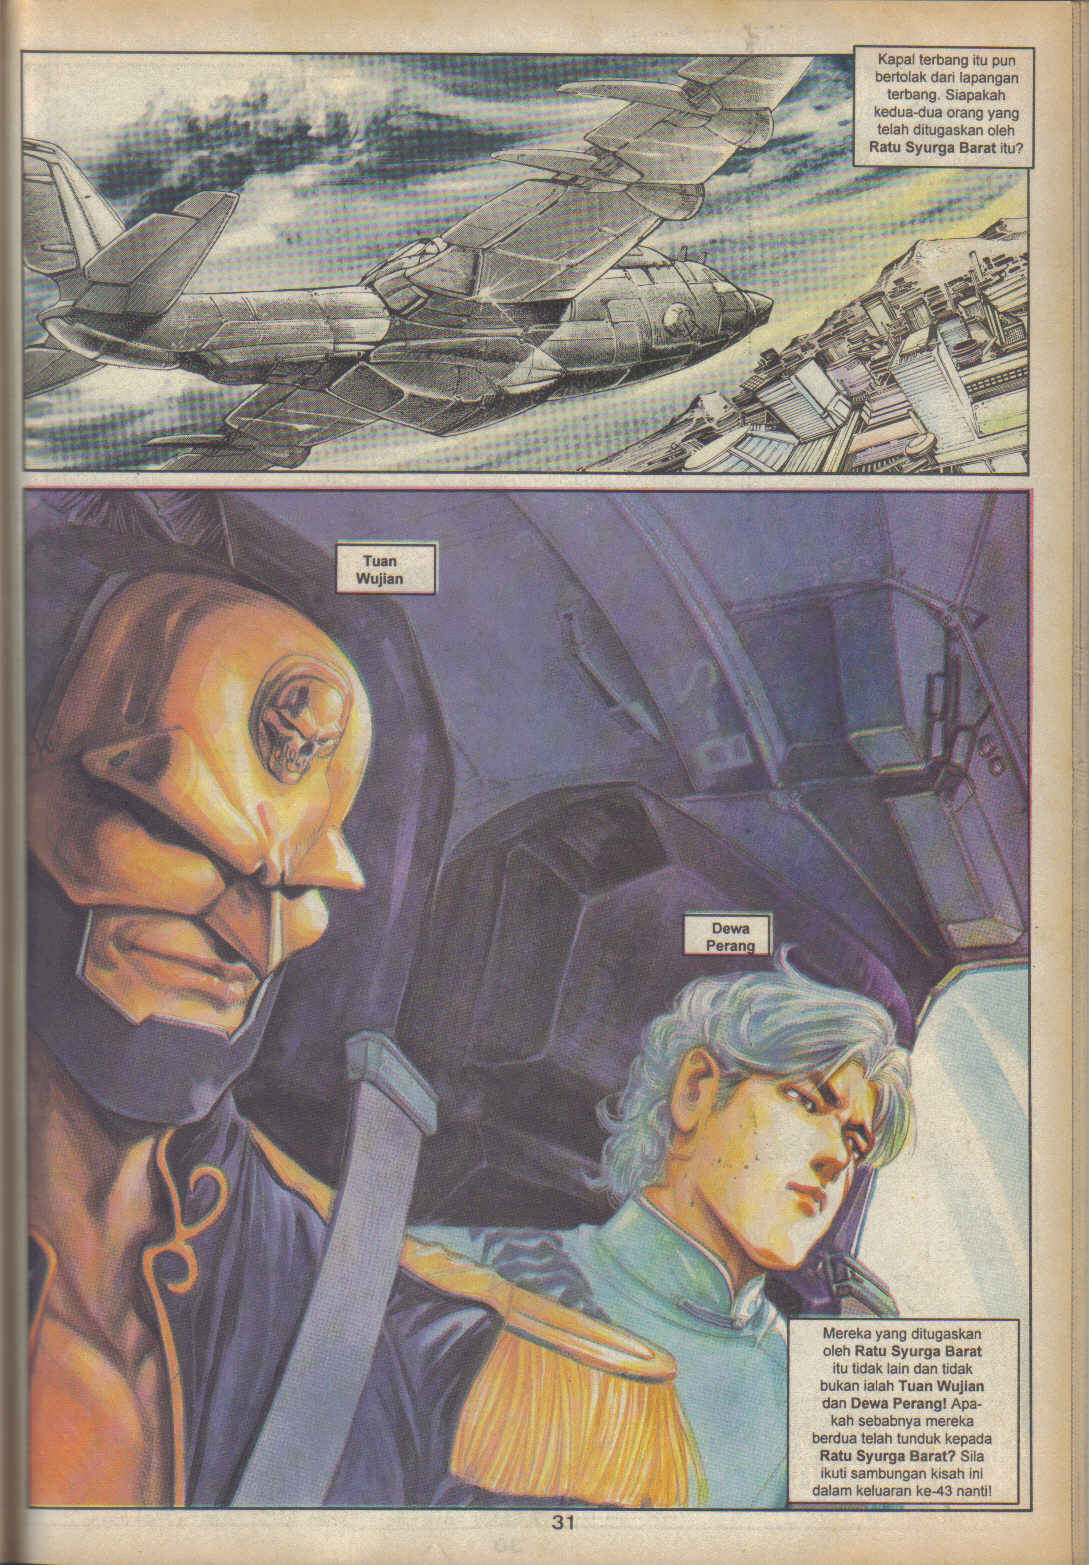 Kapal terbang itu pun
bertolak dari lapangan
terbang. Siapakah
kedua-dua orang yang
telah ditugaskan oleh
Ratu Syurga Barat itu?
Tuan
Wujian
Dewa
Perang
Mereka yang ditugaskan
oleh Ratu Syurga Barat
itu tidak lain dan tidak
bukan ialah Tuan Wujian
dan Dewa Perang! Apa-
kah sebabnya mereka
berdua telah tunduk kepada
Ratu Syurga Barat? Sila
ikuti sambungan kisah ini
dalam keluaran ke-43 nanti!
31